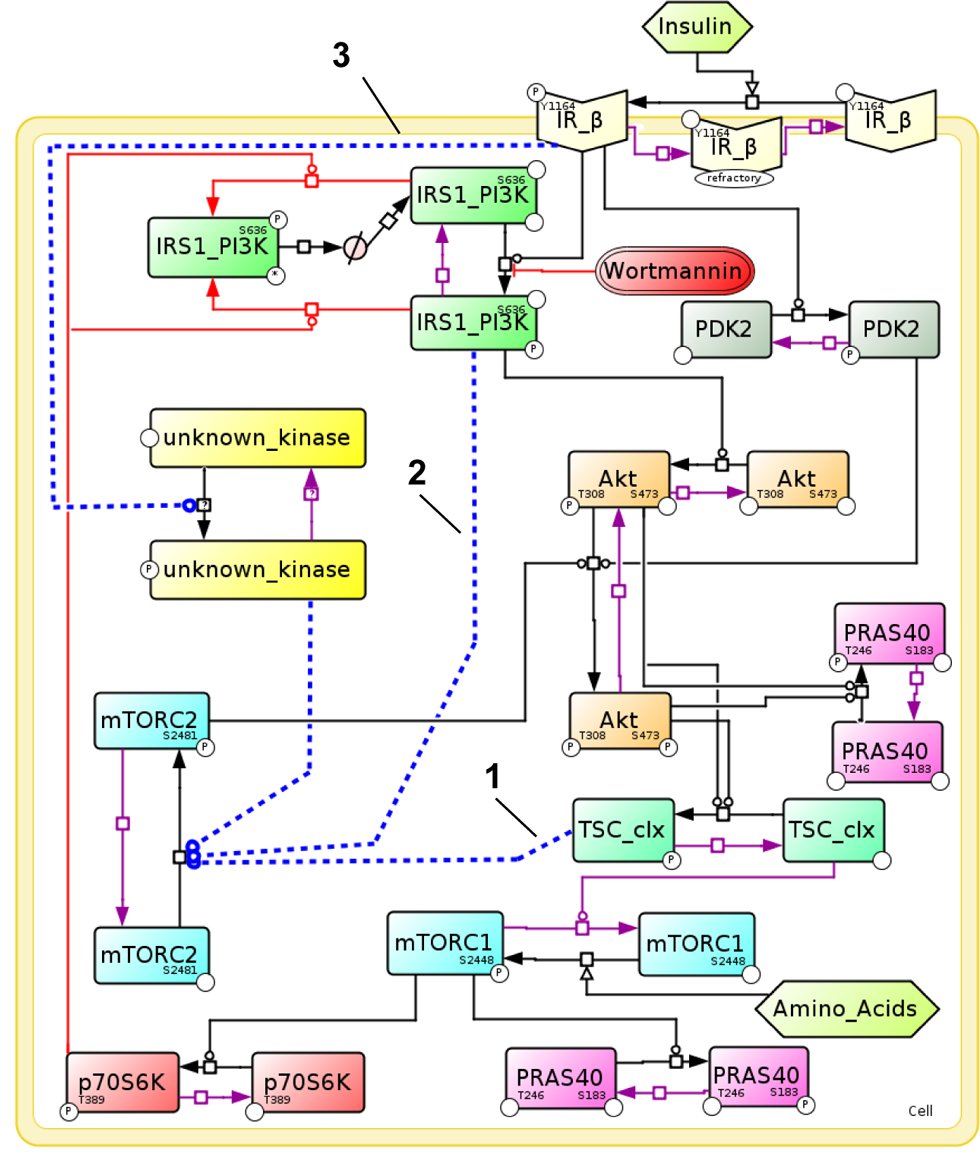 Insulin
3
P
Y1164
IR_β
Y1164
IR_β
refractory
Y1164
IR_β
S636
IRS1_PI3K
P
S636
IRS1_PI3K
*
Wortmannin
S636
IRS1_PI3K
P
PDK2
PDK2
P
unknown_kinase
?
?
P
unknown_kinase
2
Akt
T308 S473
P
Akt
T308 S473
PRAS40
T246 S183
P
mTORC2
S2481
P
Akt
T308 S473
P
P
PRAS40
T246 S183
1
TSC_clx
P
TSC_clx
mTORC2
S2481
mTORC1
S2448
P
mTORC1
S2448
Amino_Acids
p70S6K
T389
P
p70S6K
T389
PRAS40
T246 S183
PRAS40
T246 S183
P
Cell